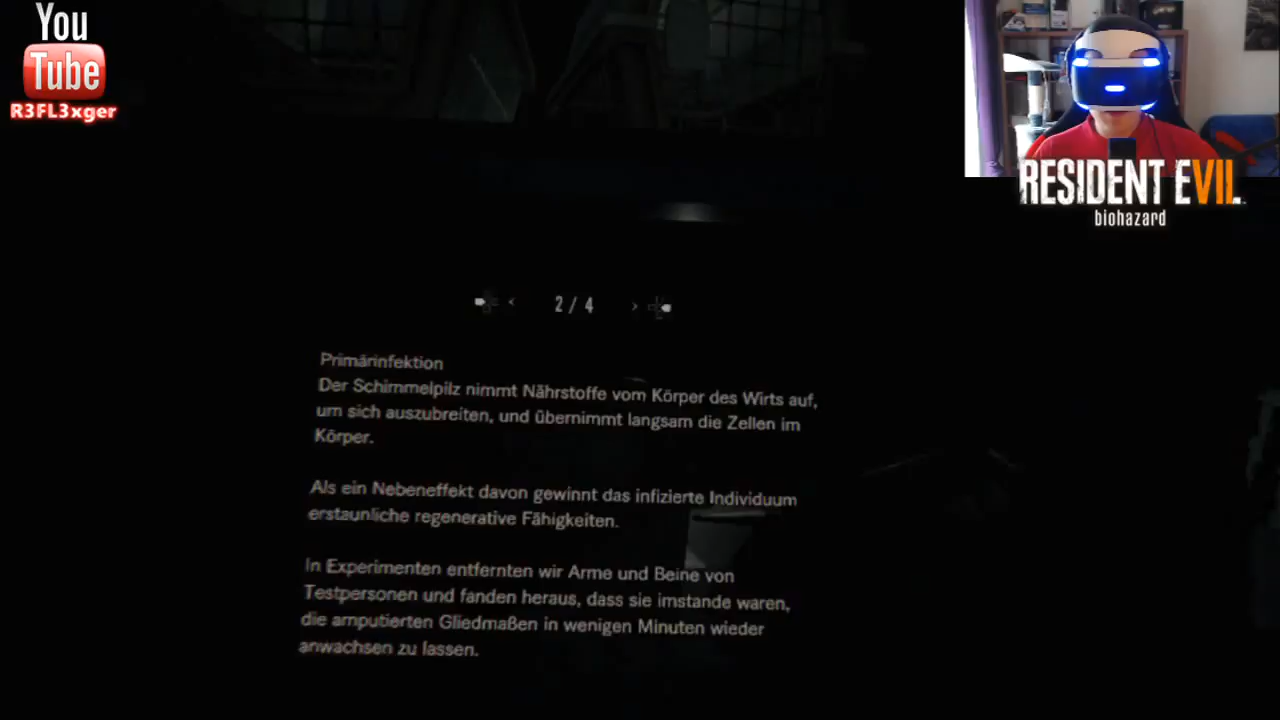 You
Tube
R3FL3xger
RESIDENT EVIL
biohazard
< 2 / 4 >
Primärinfektion
Der Schimmelpilz nimmt Nährstoffe vom Körper des Wirts auf,
um sich auszubreiten, und übernimmt langsam die Zellen im
Körper.
Als ein Nebeneffekt davon gewinnt das infizierte Individuum
erstaunliche regenerative Fähigkeiten.
In Experimenten entfernten wir Arme und Beine von
Testpersonen und fanden heraus, dass sie imstande waren,
die amputierten Gliedmaßen in wenigen Minuten wieder
anwachsen zu lassen.